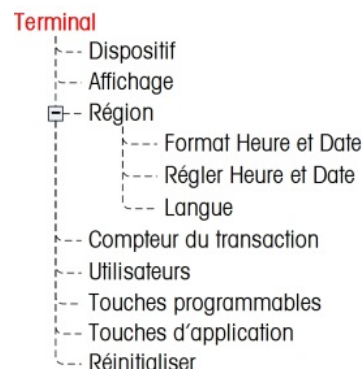 Terminal
Dispositif
Affichage
Région
Format Heure et Date
Régler Heure et Date
Langue
Compteur du transaction
Utilisateurs
Touches programmables
Touches d'application
Réinitialiser